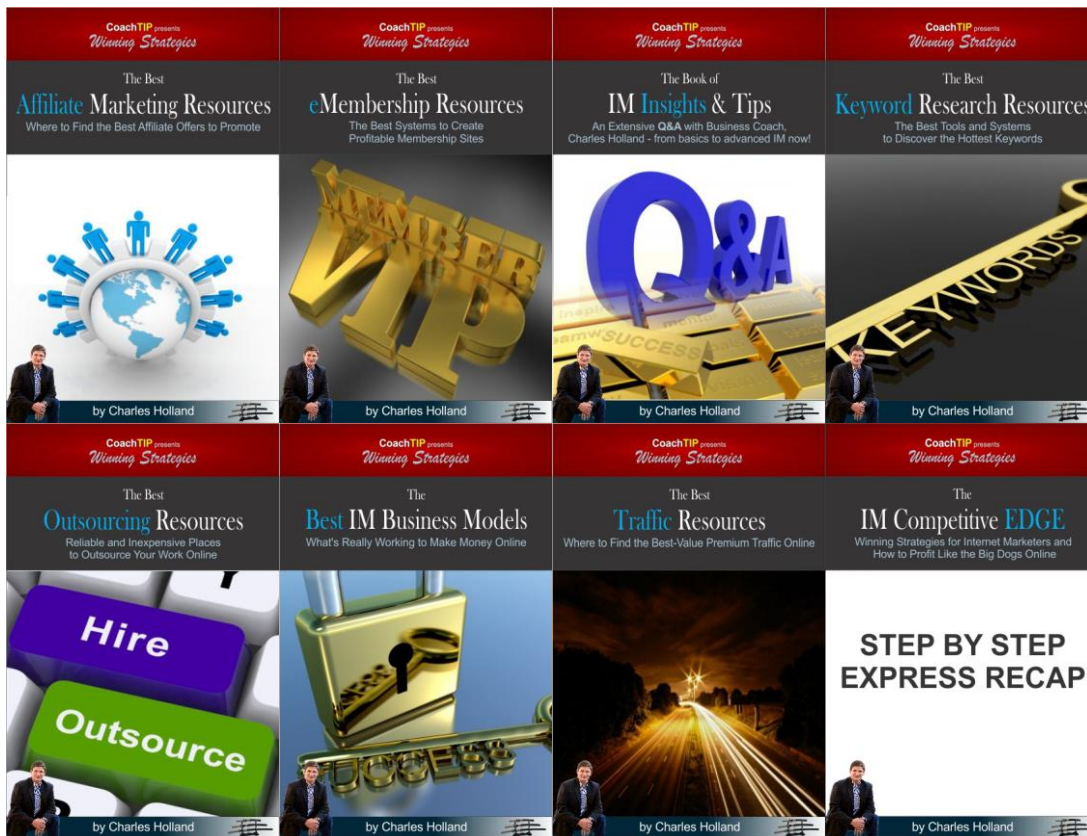 CoachTIP presents
Winning Strategies
The Best
Affiliate Marketing Resources
Where to Find the Best Affiliate Offers to Promote
by Charles Holland
CoachTIP presents
Winning Strategies
The Best
eMembership Resources
The Best Systems to Create
Profitable Membership Sites
MEMBER
VIP
by Charles Holland
CoachTIP presents
Winning Strategies
The Book of
IM Insights & Tips
An Extensive Q&A with Business Coach,
Charles Holland - from basics to advanced IM now!
Q&A
SUCCESS
by Charles Holland
CoachTIP presents
Winning Strategies
The Best
Keyword Research Resources
The Best Tools and Systems
to Discover the Hottest Keywords
KEYWORDS
by Charles Holland
CoachTIP presents
Winning Strategies
The Best
Outsourcing Resources
Reliable and Inexpensive Places
to Outsource Your Work Online
Hire
Outsource
by Charles Holland
CoachTIP presents
Winning Strategies
The
Best IM Business Models
What's Really Working to Make Money Online
SUCCESS
by Charles Holland
CoachTIP presents
Winning Strategies
The Best
Traffic Resources
Where to Find the Best-Value Premium Traffic Online
by Charles Holland
CoachTIP presents
Winning Strategies
The
IM Competitive EDGE
Winning Strategies for Internet Marketers and
How to Profit Like the Big Dogs Online
STEP BY STEP
EXPRESS RECAP
by Charles Holland